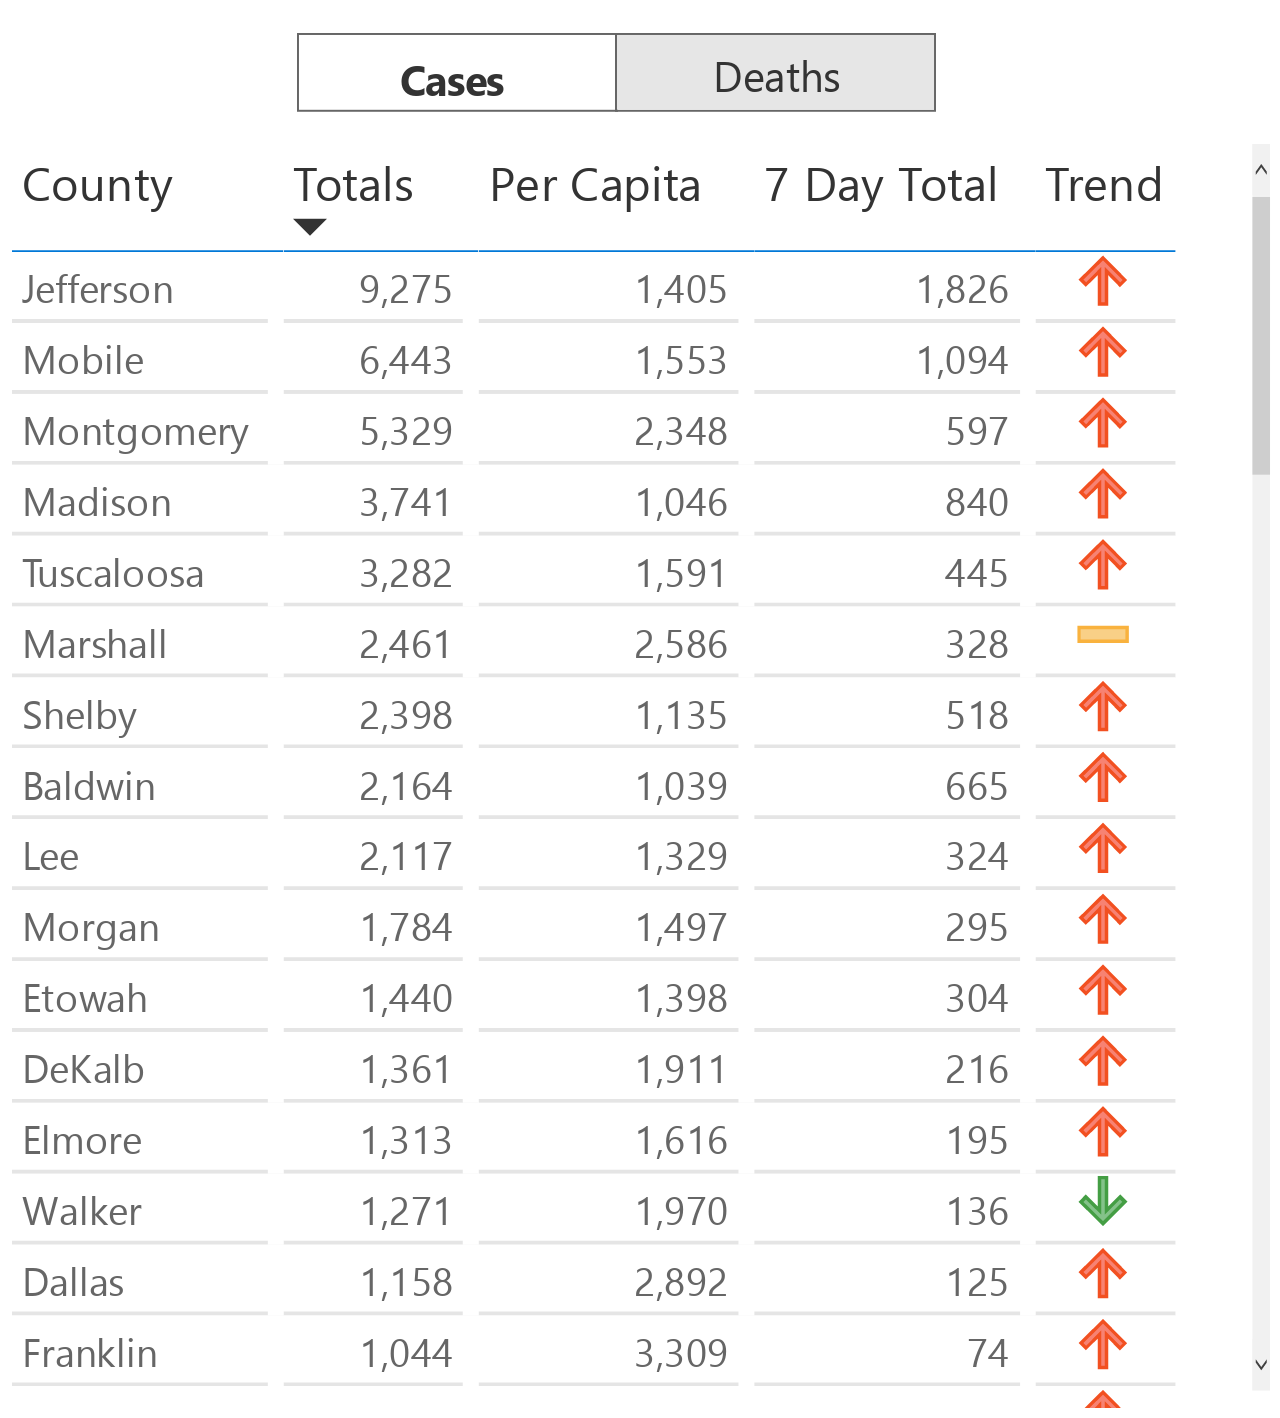 Cases Deaths
County Totals Per Capita 7 Day Total Trend
Jefferson 9,275 1,405 1,826
Mobile 6,443 1,553 1,094
Montgomery 5,329 2,348 597
Madison 3,741 1,046 840
Tuscaloosa 3,282 1,591 445
Marshall 2,461 2,586 328
Shelby 2,398 1,135 518
Baldwin 2,164 1,039 665
Lee 2,117 1,329 324
Morgan 1,784 1,497 295
Etowah 1,440 1,398 304
DeKalb 1,361 1,911 216
Elmore 1,313 1,616 195
Walker 1,271 1,970 136
Dallas 1,158 2,892 125
Franklin 1,044 3,309 74